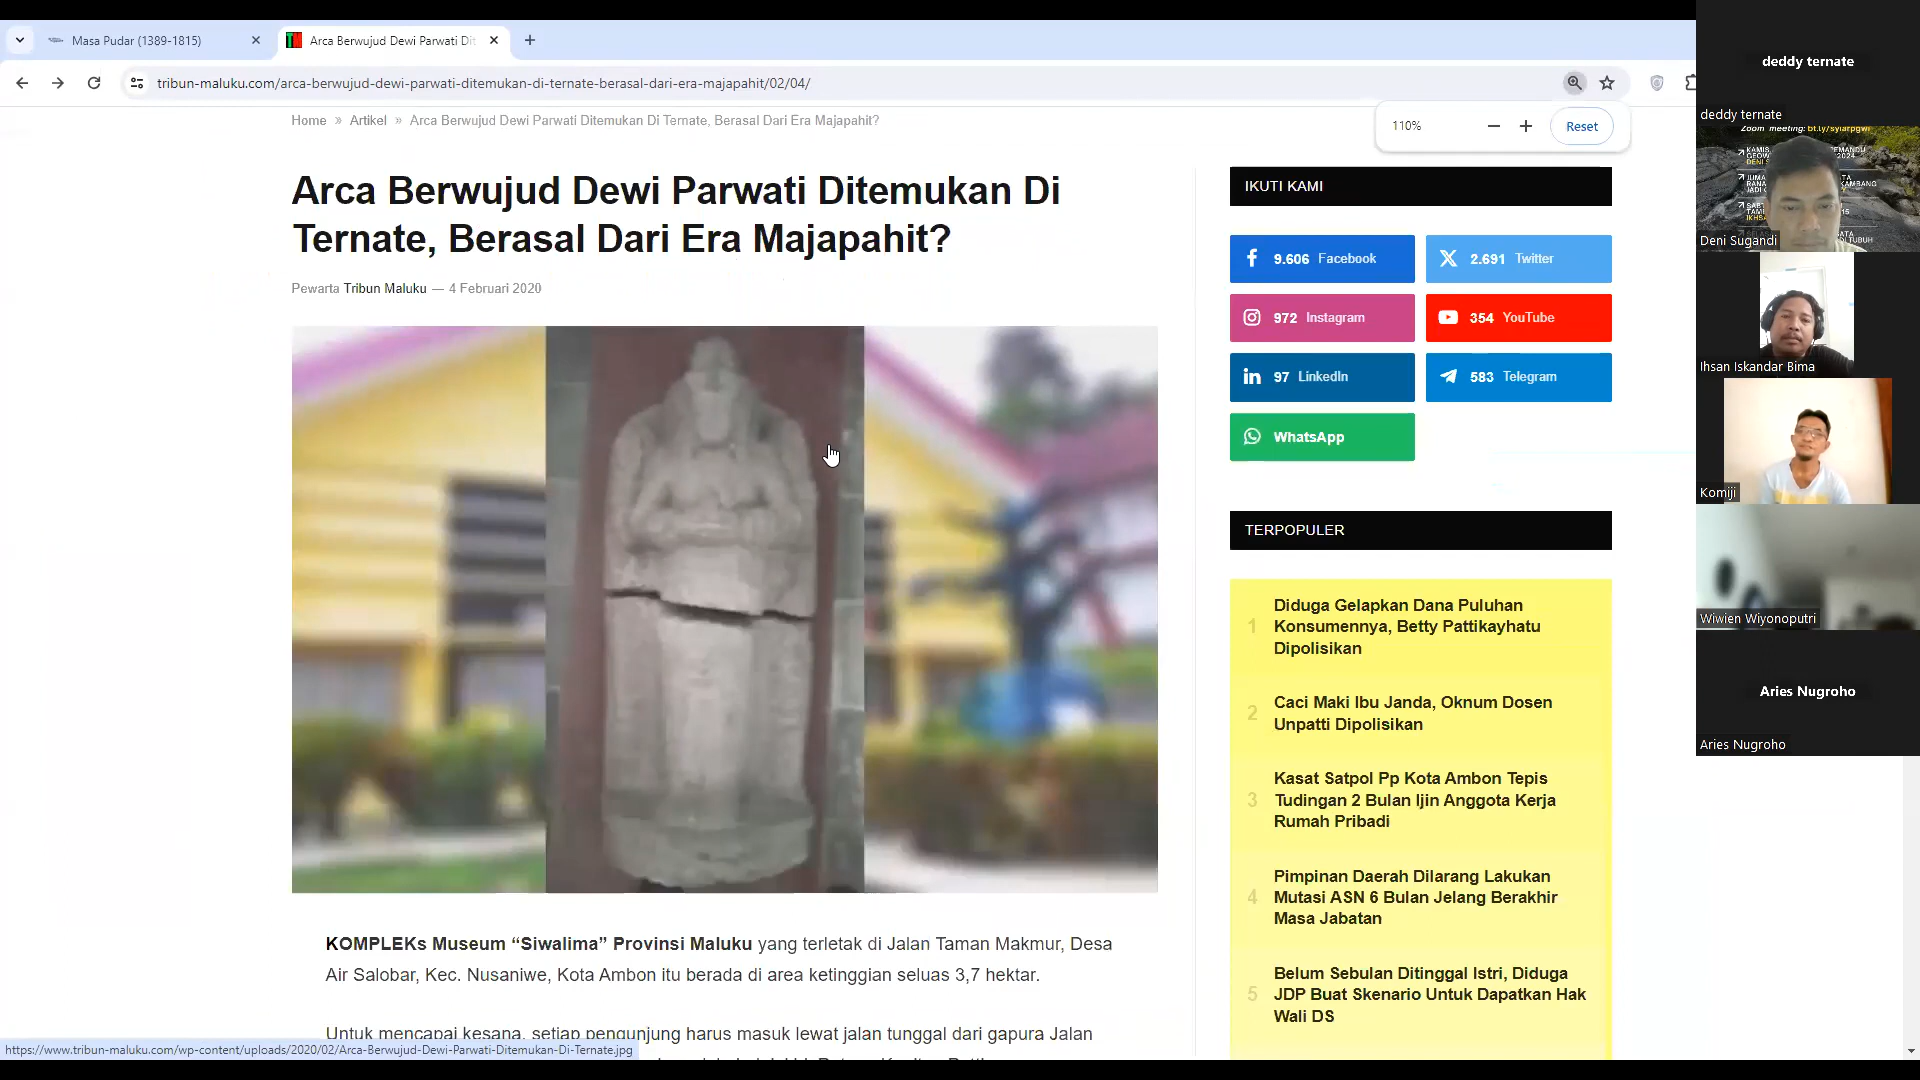 Masa Pudar (1389-1815)
Arca Berwujud Dewi Parwati Dit
tribun-maluku.com/arca-berwujud-dewi-parwati-ditemukan-di-ternate-berasal-dari-era-majapahit/02/04/
110%
Reset
Home » Artikel » Arca Berwujud Dewi Parwati Ditemukan Di Ternate, Berasal Dari Era Majapahit?
Arca Berwujud Dewi Parwati Ditemukan Di
Ternate, Berasal Dari Era Majapahit?
Pewarta Tribun Maluku — 4 Februari 2020
KOMPLEKs Museum “Siwalima” Provinsi Maluku yang terletak di Jalan Taman Makmur, Desa
Air Salobar, Kec. Nusaniwe, Kota Ambon itu berada di area ketinggian seluas 3,7 hektar.
Untuk mencapai kesana, setiap pengunjung harus masuk lewat jalan tunggal dari gapura Jalan
https://www.tribun-maluku.com/wp-content/uploads/2020/02/Arca-Berwujud-Dewi-Parwati-Ditemukan-Di-Ternate.jpg
IKUTI KAMI
9.606 Facebook
2.691 Twitter
972 Instagram
354 YouTube
97 LinkedIn
583 Telegram
WhatsApp
TERPOPULER
1 Diduga Gelapkan Dana Puluhan
Konsumennya, Betty Pattikayhatu
Dipolisikan
2 Caci Maki Ibu Janda, Oknum Dosen
Unpatti Dipolisikan
3 Kasat Satpol Pp Kota Ambon Tepis
Tudingan 2 Bulan Ijin Anggota Kerja
Rumah Pribadi
4 Pimpinan Daerah Dilarang Lakukan
Mutasi ASN 6 Bulan Jelang Berakhir
Masa Jabatan
5 Belum Sebulan Ditinggal Istri, Diduga
JDP Buat Skenario Untuk Dapatkan Hak
Wali DS
deddy ternate
deddy ternate
Zoom meeting: bt.ly/syiarpgwi
Deni Sugandi
Ihsan Iskandar Bima
Komiji
Wiwien Wiyonoputri
Aries Nugroho
Aries Nugroho